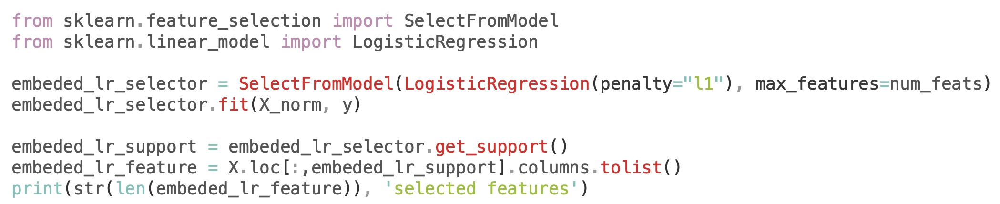 from sklearn.feature_selection import SelectFromModel
from sklearn.linear_model import LogisticRegression
embeded_lr_selector = SelectFromModel(LogisticRegression(penalty="l1"), max_features=num_feats)
embeded_lr_selector.fit(X_norm, y)
embeded_lr_support = embeded_lr_selector.get_support()
embeded_lr_feature = X.loc[:,embeded_lr_support].columns.tolist()
print(str(len(embeded_lr_feature)), 'selected features')